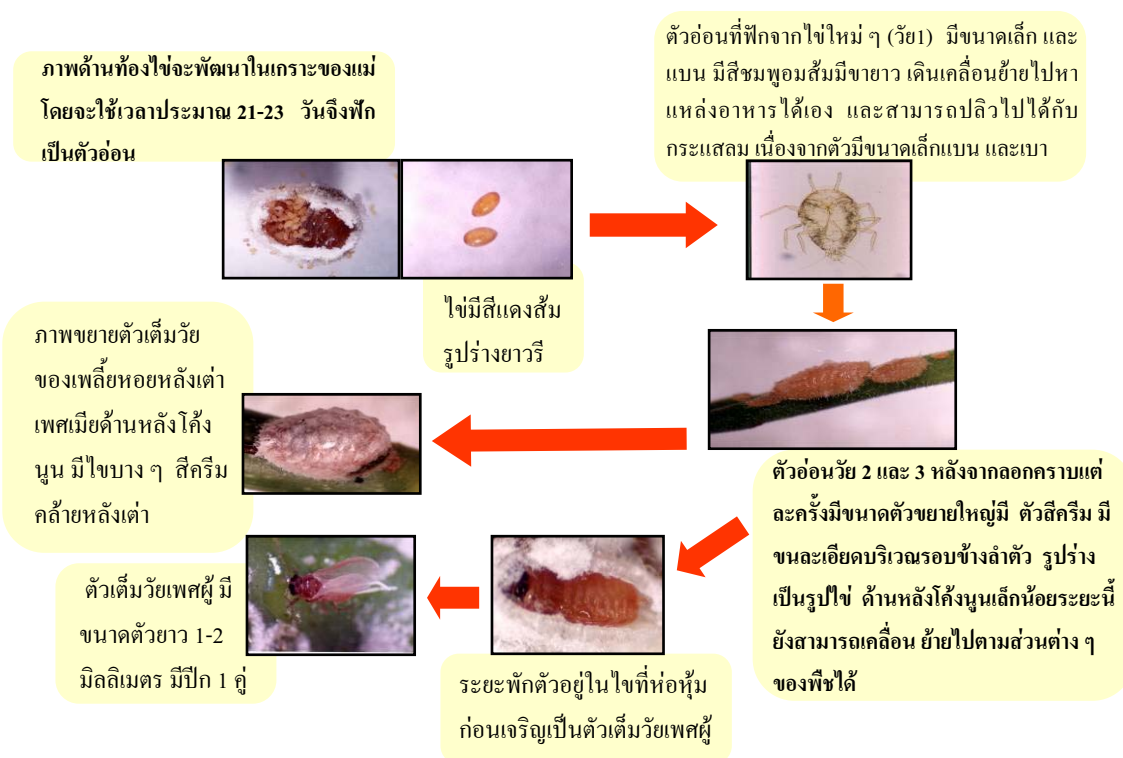 ภาพด้านท้องไข่จะพัฒนาในเกราะของแม่
โดยจะใช้เวลาประมาณ 21-23 วันจึงฟัก
เป็นตัวอ่อน
ตัวอ่อนที่ฟักจากไข่ใหม่ ๆ (วัย1) มีขนาดเล็ก และ
แบน มีสีชมพูอมส้มมีขายาว เดินเคลื่อนย้ายไปหา
แหล่งอาหารได้เอง และสามารถปลิวไปได้กับ
กระแสลม เนื่องจากตัวมีขนาดเล็กแบน และเบา
ไข่มีสีแดงส้ม
รูปร่างยาวรี
ภาพขยายตัวเต็มวัย
ของเพลี้ยหอยหลังเต่า
เพศเมียด้านหลังโค้ง
นูน มีไขบาง ๆ สีครีม
คล้ายหลังเต่า
ตัวอ่อนวัย 2 และ 3 หลังจากลอกคราบแต่
ละครั้งมีขนาดตัวขยายใหญ่มี ตัวสีครีม มี
ขนละเอียดบริเวณรอบข้างลำตัว รูปร่าง
เป็นรูปไข่ ด้านหลังโค้งนูนเล็กน้อยระยะนี้
ยังสามารถเคลื่อน ย้ายไปตามส่วนต่าง ๆ
ของพืชได้
ตัวเต็มวัยเพศผู้ มี
ขนาดตัวยาว 1-2
มิลลิเมตร มีปีก 1 คู่
ระยะพักตัวอยู่ในไขที่ห่อหุ้ม
ก่อนเจริญเป็นตัวเต็มวัยเพศผู้